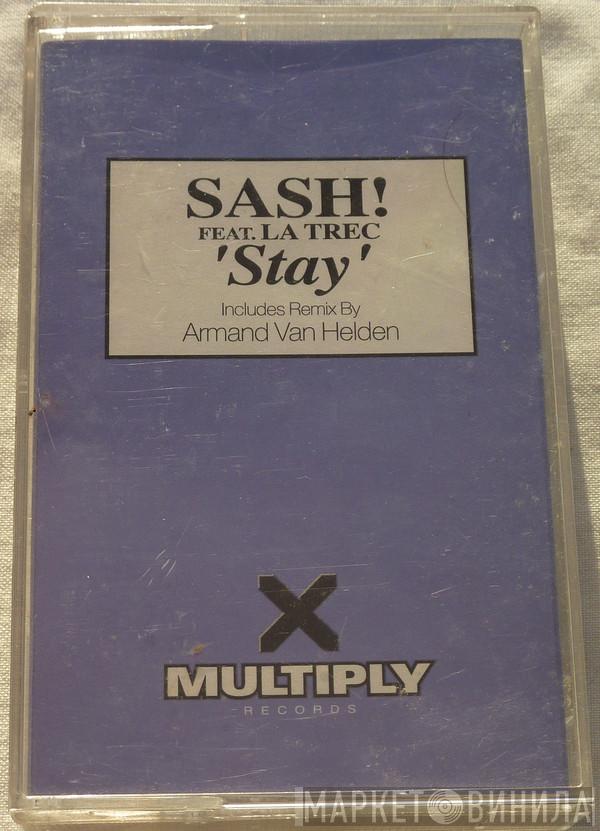 SASH!
FEAT. LA TREC
'Stay'
Includes Remix By
Armand Van Helden
X
MULTIPLY
RECORDS
МАРКЕТ ВИНИЛА